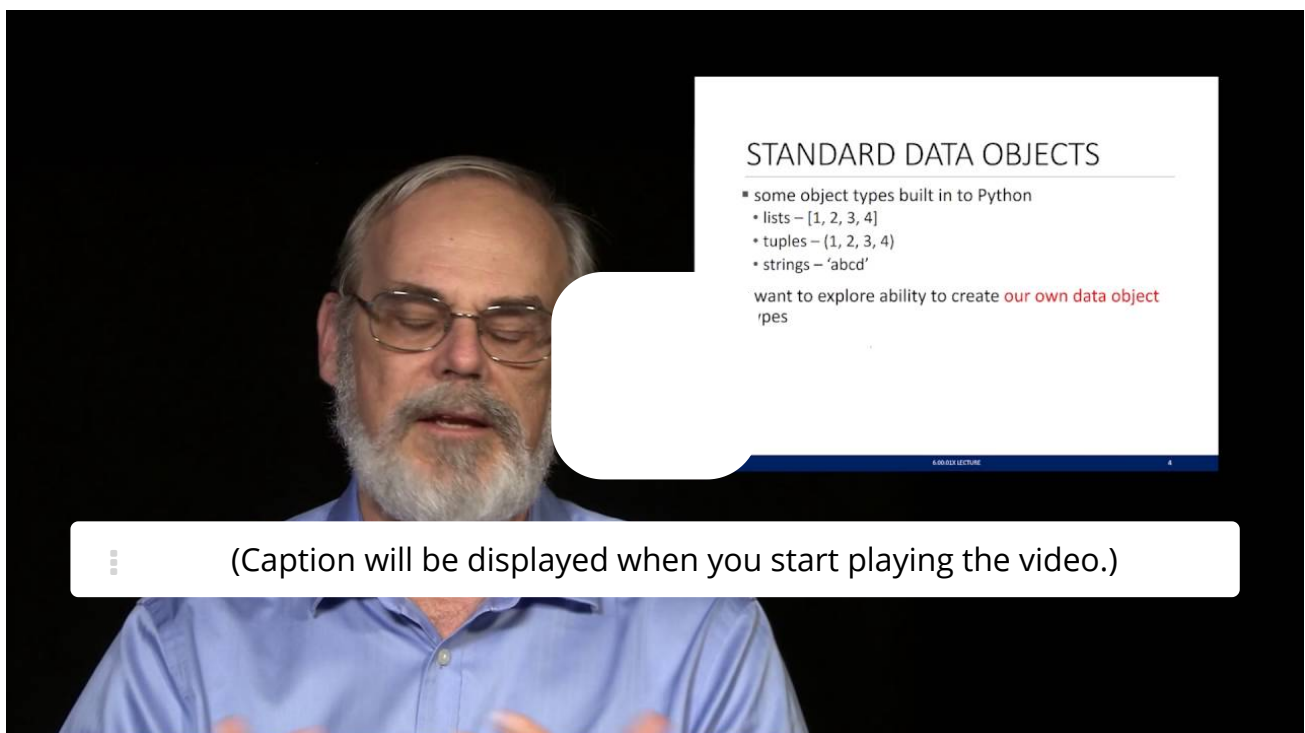 STANDARD DATA OBJECTS
▪ some object types built in to Python
• lists – [1, 2, 3, 4]
• tuples – (1, 2, 3, 4)
• strings – ‘abcd’
want to explore ability to create our own data object
ypes
6.00.01X LECTURE 4
(Caption will be displayed when you start playing the video.)